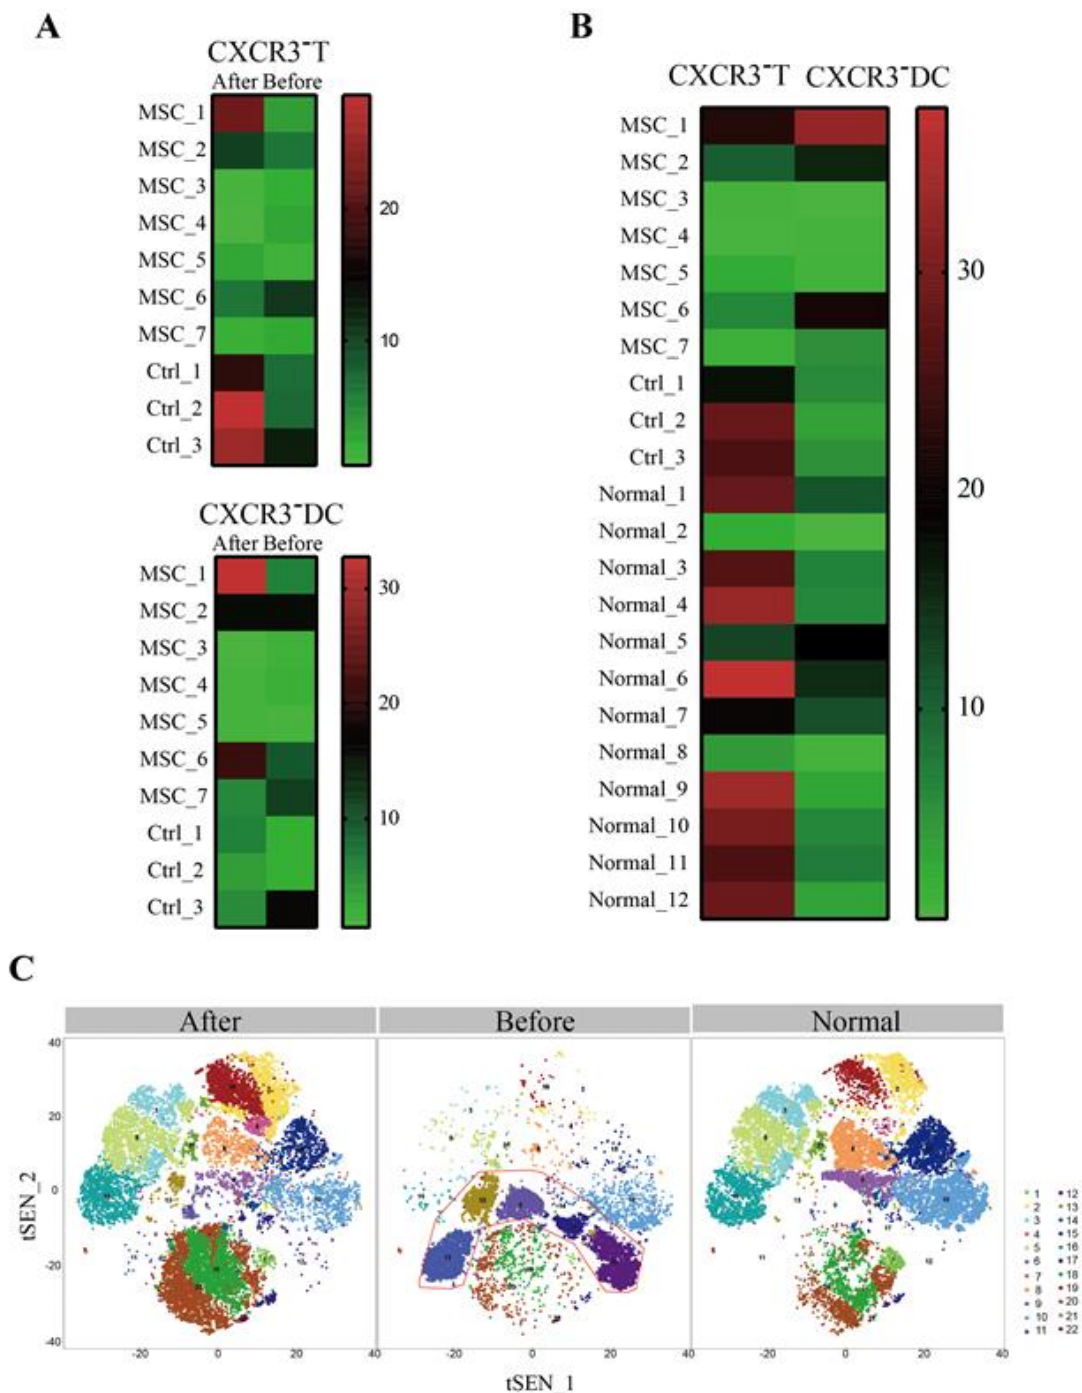 A
CXCR3-T
After Before
MSC_1
MSC_2
MSC_3
MSC_4
MSC_5
MSC_6
MSC_7
Ctrl_1
Ctrl_2
Ctrl_3
20
10
CXCR3-DC
After Before
MSC_1
MSC_2
MSC_3
MSC_4
MSC_5
MSC_6
MSC_7
Ctrl_1
Ctrl_2
Ctrl_3
30
20
10
B
CXCR3-T CXCR3-DC
MSC_1
MSC_2
MSC_3
MSC_4
MSC_5
MSC_6
MSC_7
Ctrl_1
Ctrl_2
Ctrl_3
Normal_1
Normal_2
Normal_3
Normal_4
Normal_5
Normal_6
Normal_7
Normal_8
Normal_9
Normal_10
Normal_11
Normal_12
30
20
10
C
After Before Normal
40
20
0
-20
-40
tSEN_2
-20 0 20 40
-20 0 20 40
-20 0 20 40
tSEN_1
1 12
2 13
3 14
4 15
5 16
6 17
7 18
8 19
9 20
10 21
11 22